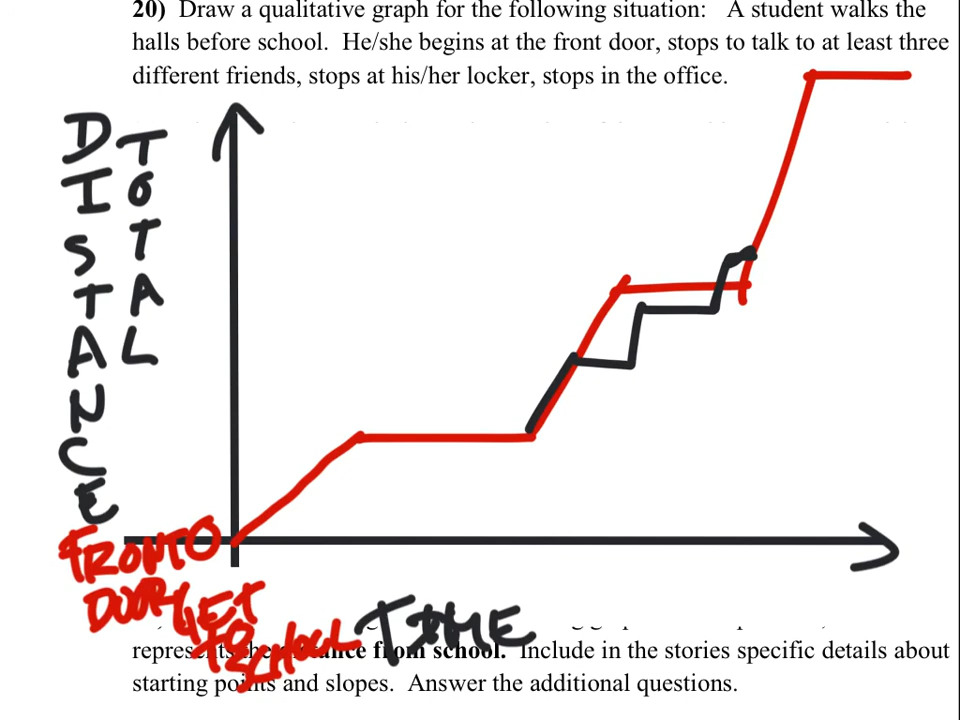 20) Draw a qualitative graph for the following situation: A student walks the
halls before school. He/she begins at the front door, stops to talk to at least three
different friends, stops at his/her locker, stops in the office.
DISTANCE
TOTAL
FRONT
DOOR
GET
TO
SCHOOL
TIME
from school. Include in the stories specific details about
starting points and slopes. Answer the additional questions.